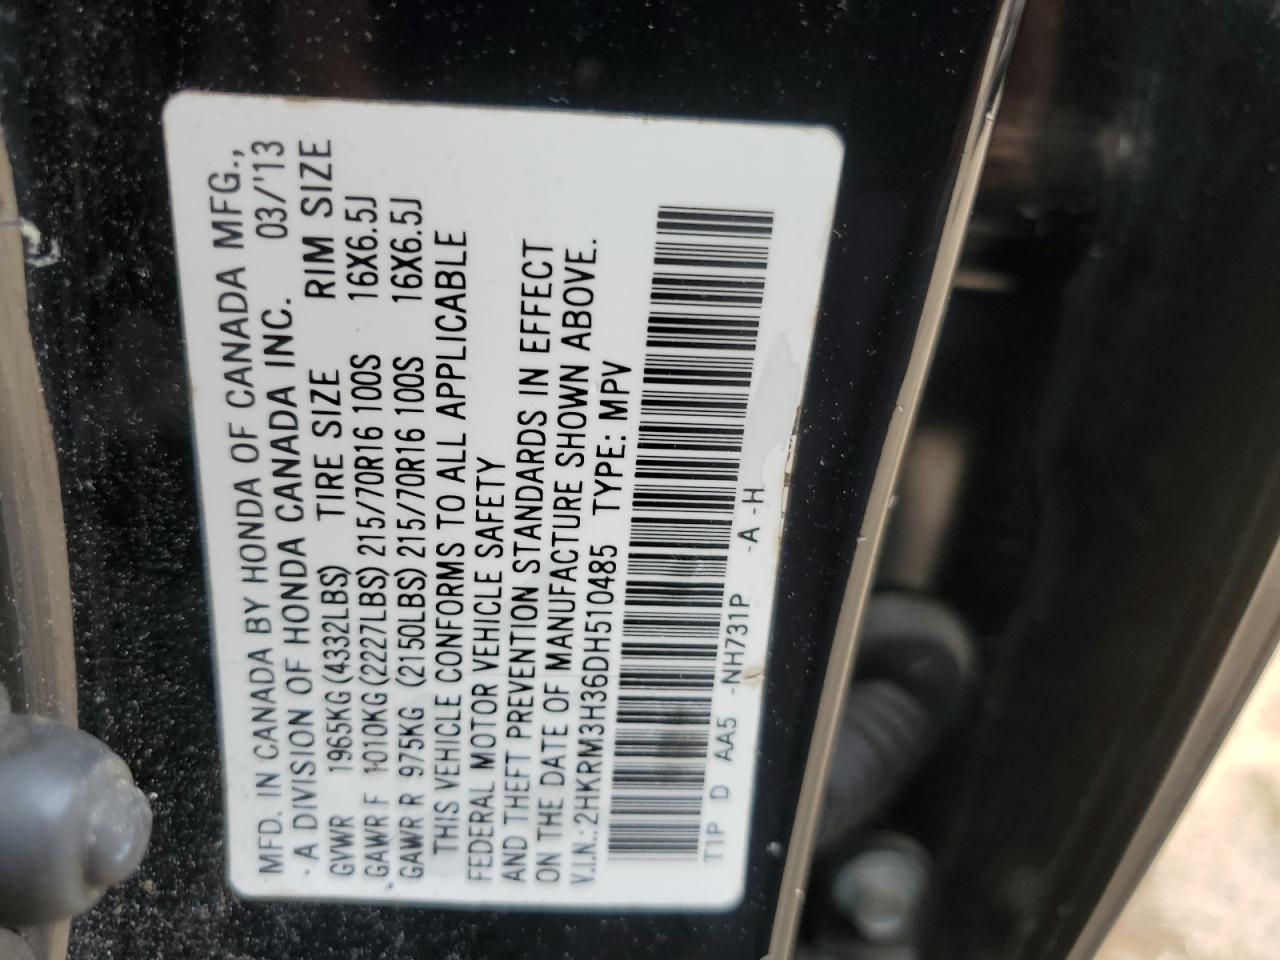 MFD. IN CANADA BY HONDA OF CANADA MFG.,
A DIVISION OF HONDA CANADA INC. 03/'13
GVWR 1965KG (4332LBS) TIRE SIZE RIM SIZE
GAWR F 1010KG (2227LBS) 215/70R16 100S 16X6.5J
GAWR R 975KG (2150LBS) 215/70R16 100S 16X6.5J
THIS VEHICLE CONFORMS TO ALL APPLICABLE
FEDERAL MOTOR VEHICLE SAFETY
AND THEFT PREVENTION STANDARDS IN EFFECT
ON THE DATE OF MANUFACTURE SHOWN ABOVE.
V.I.N.: 2HKRM3H36DH510485 TYPE: MPV
T1P D AA5 -NH731P -A -H